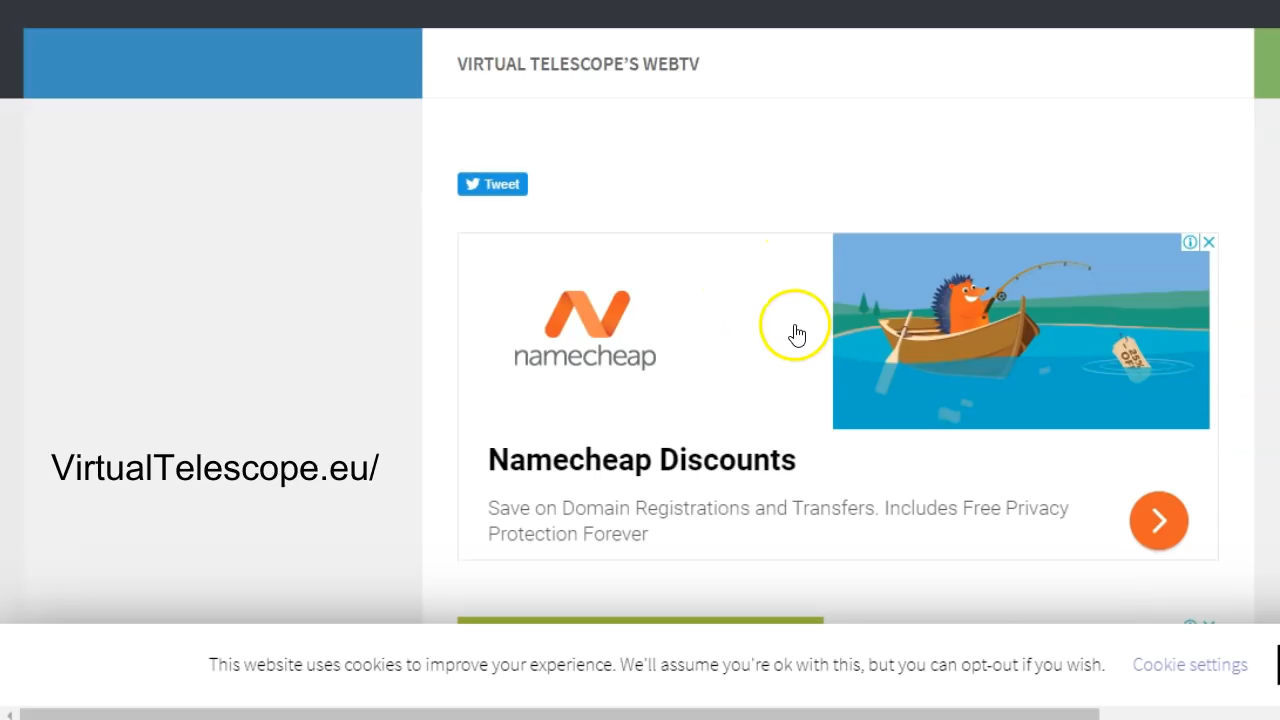 VIRTUAL TELESCOPE’S WEBTV
Tweet
namecheap
25%
OFF
Namecheap Discounts
Save on Domain Registrations and Transfers. Includes Free Privacy
Protection Forever
VirtualTelescope.eu/
This website uses cookies to improve your experience. We'll assume you're ok with this, but you can opt-out if you wish.
Cookie settings